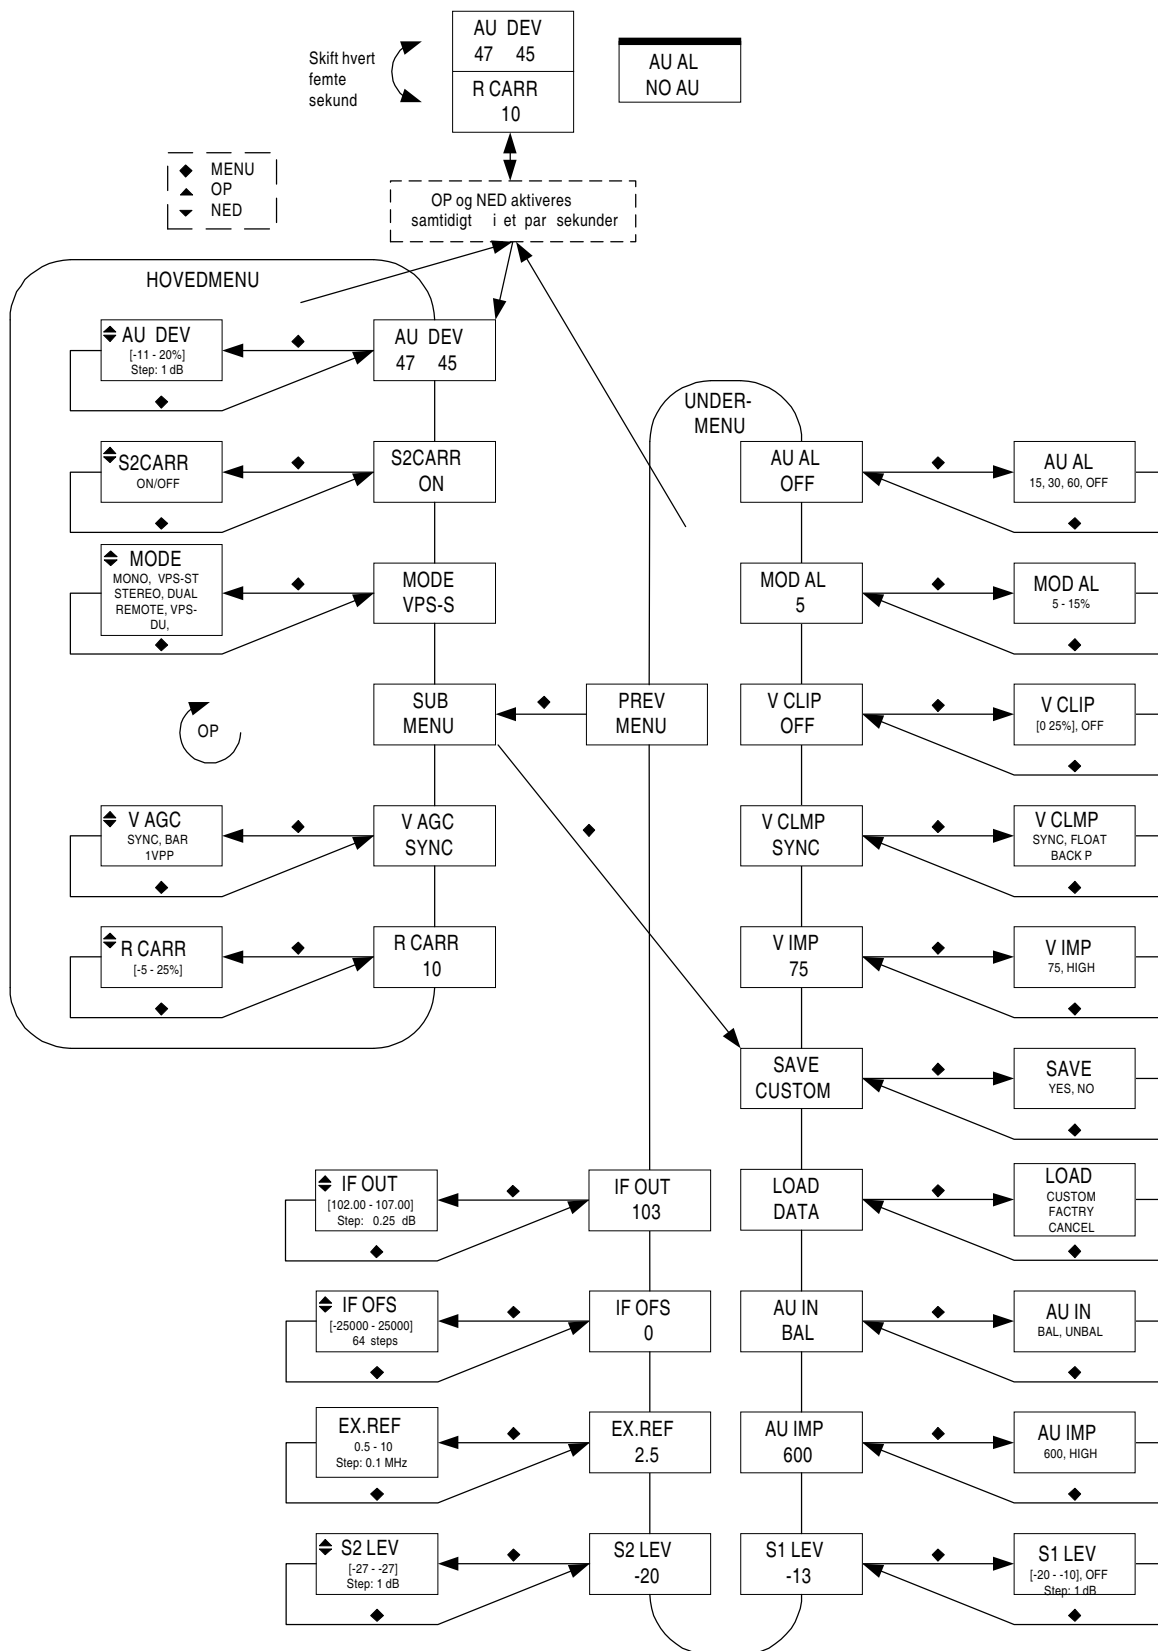 AU DEV
47 45
Skift hvert
femte
sekund
R CARR
10
AU AL
NO AU
MENU
OP
NED
OP og NED aktiveres
samtidigt i et par sekunder
HOVEDMENU
AU DEV
[-11 - 20%]
Step: 1 dB
AU DEV
47 45
S2CARR
ON/OFF
S2CARR
ON
MODE
MONO, VPS-ST
STEREO, DUAL
REMOTE, VPS-
DU,
MODE
VPS-S
OP
SUB
MENU
PREV
MENU
V AGC
SYNC, BAR
1VPP
V AGC
SYNC
R CARR
[-5 - 25%]
R CARR
10
UNDER-
MENU
AU AL
OFF
AU AL
15, 30, 60, OFF
MOD AL
5
MOD AL
5 - 15%
V CLIP
OFF
V CLIP
[0 25%], OFF
V CLMP
SYNC
V CLMP
SYNC, FLOAT
BACK P
V IMP
75
V IMP
75, HIGH
SAVE
CUSTOM
SAVE
YES, NO
IF OUT
[102.00 - 107.00]
Step: 0.25 dB
IF OUT
103
LOAD
DATA
LOAD
CUSTOM
FACTRY
CANCEL
IF OFS
[-25000 - 25000]
64 steps
IF OFS
0
AU IN
BAL
AU IN
BAL, UNBAL
EX.REF
0.5 - 10
Step: 0.1 MHz
EX.REF
2.5
AU IMP
600
AU IMP
600, HIGH
S2 LEV
[-27 - -27]
Step: 1 dB
S2 LEV
-20
S1 LEV
-13
S1 LEV
[-20 - -10], OFF
Step: 1 dB